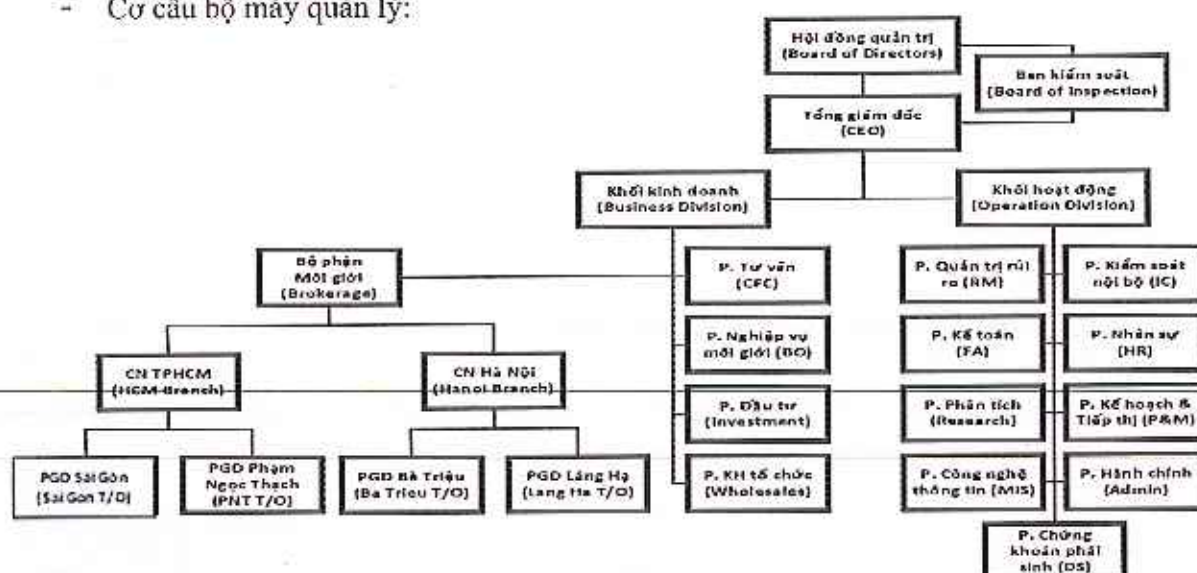 - Cơ cấu bộ máy quản lý:
Hội đồng quản trị
(Board of Directors)
Ban kiểm soát
(Board of Inspection)
Tổng giám đốc
(CEO)
Khối kinh doanh
(Business Division)
Khối hoạt động
(Operation Division)
Bộ phận
Môi giới
(Brokerage)
P. Tư vấn
(CFC)
P. Quản trị rủi
ro (RM)
P. Kiểm soát
nội bộ (IC)
P. Nghiệp vụ
môi giới (BO)
P. Kế toán
(FA)
P. Nhân sự
(HR)
CN TPHCM
(HCM-Branch)
CN Hà Nội
(Hanoi Branch)
P. Đầu tư
(Investment)
P. Phân tích
(Research)
P. Kế hoạch &
Tiếp thị (P&M)
PGD Sài Gòn
(Sai Gon T/O)
PGD Phạm
Ngọc Thạch
(PNT T/O)
PGD Bà Triệu
(Ba Trieu T/O)
PGD Láng Hạ
(Lang Ha T/O)
P. KH tổ chức
(Wholesales)
P. Công nghệ
thông tin (MIS)
P. Hành chính
(Admin)
P. Chứng
khoán phái
sinh (DS)